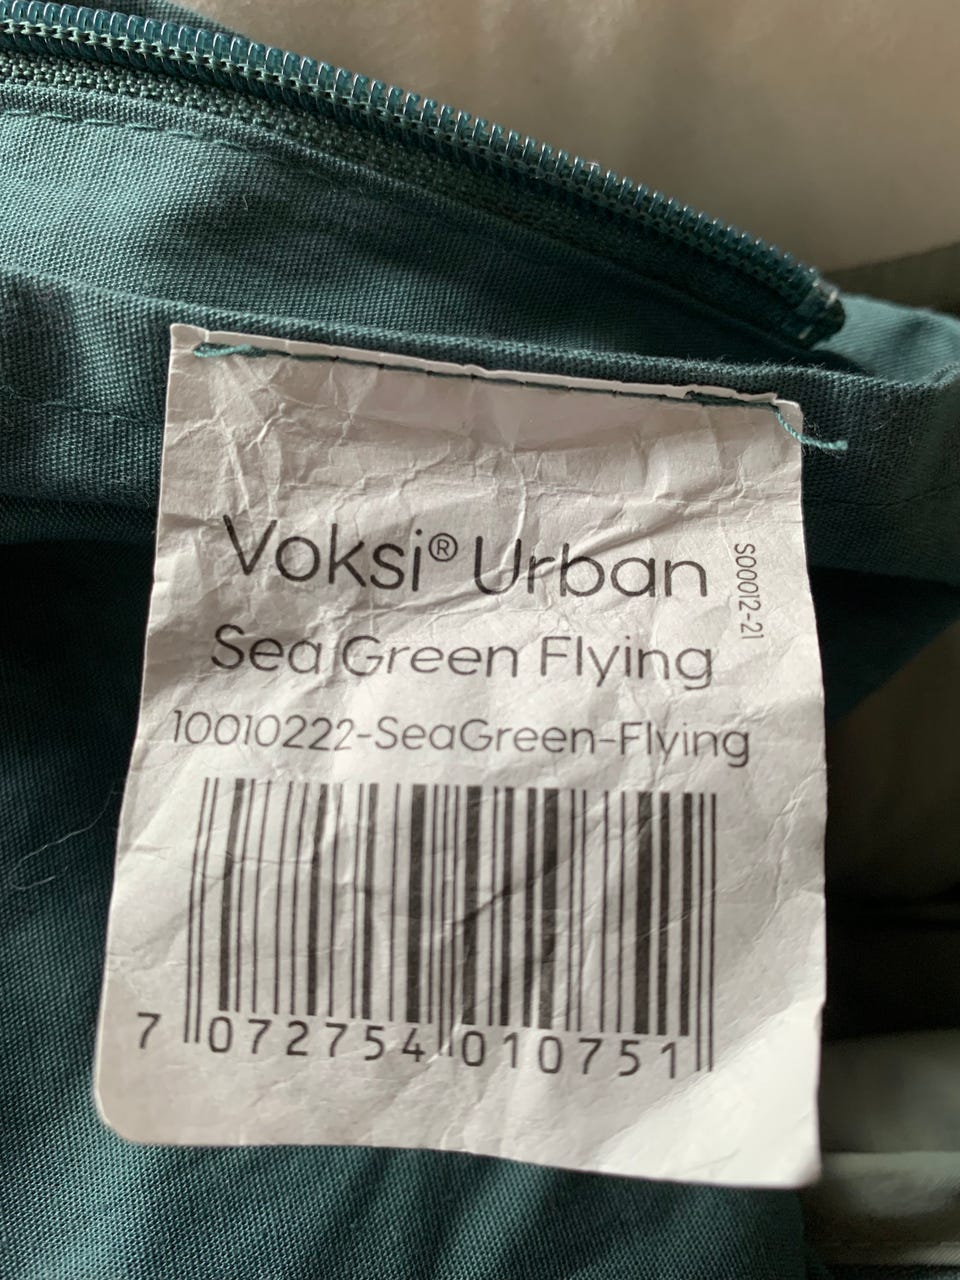 Voksi® Urban
S00012-21
Sea Green Flying
10010222-SeaGreen-Flying
7 072754 010751